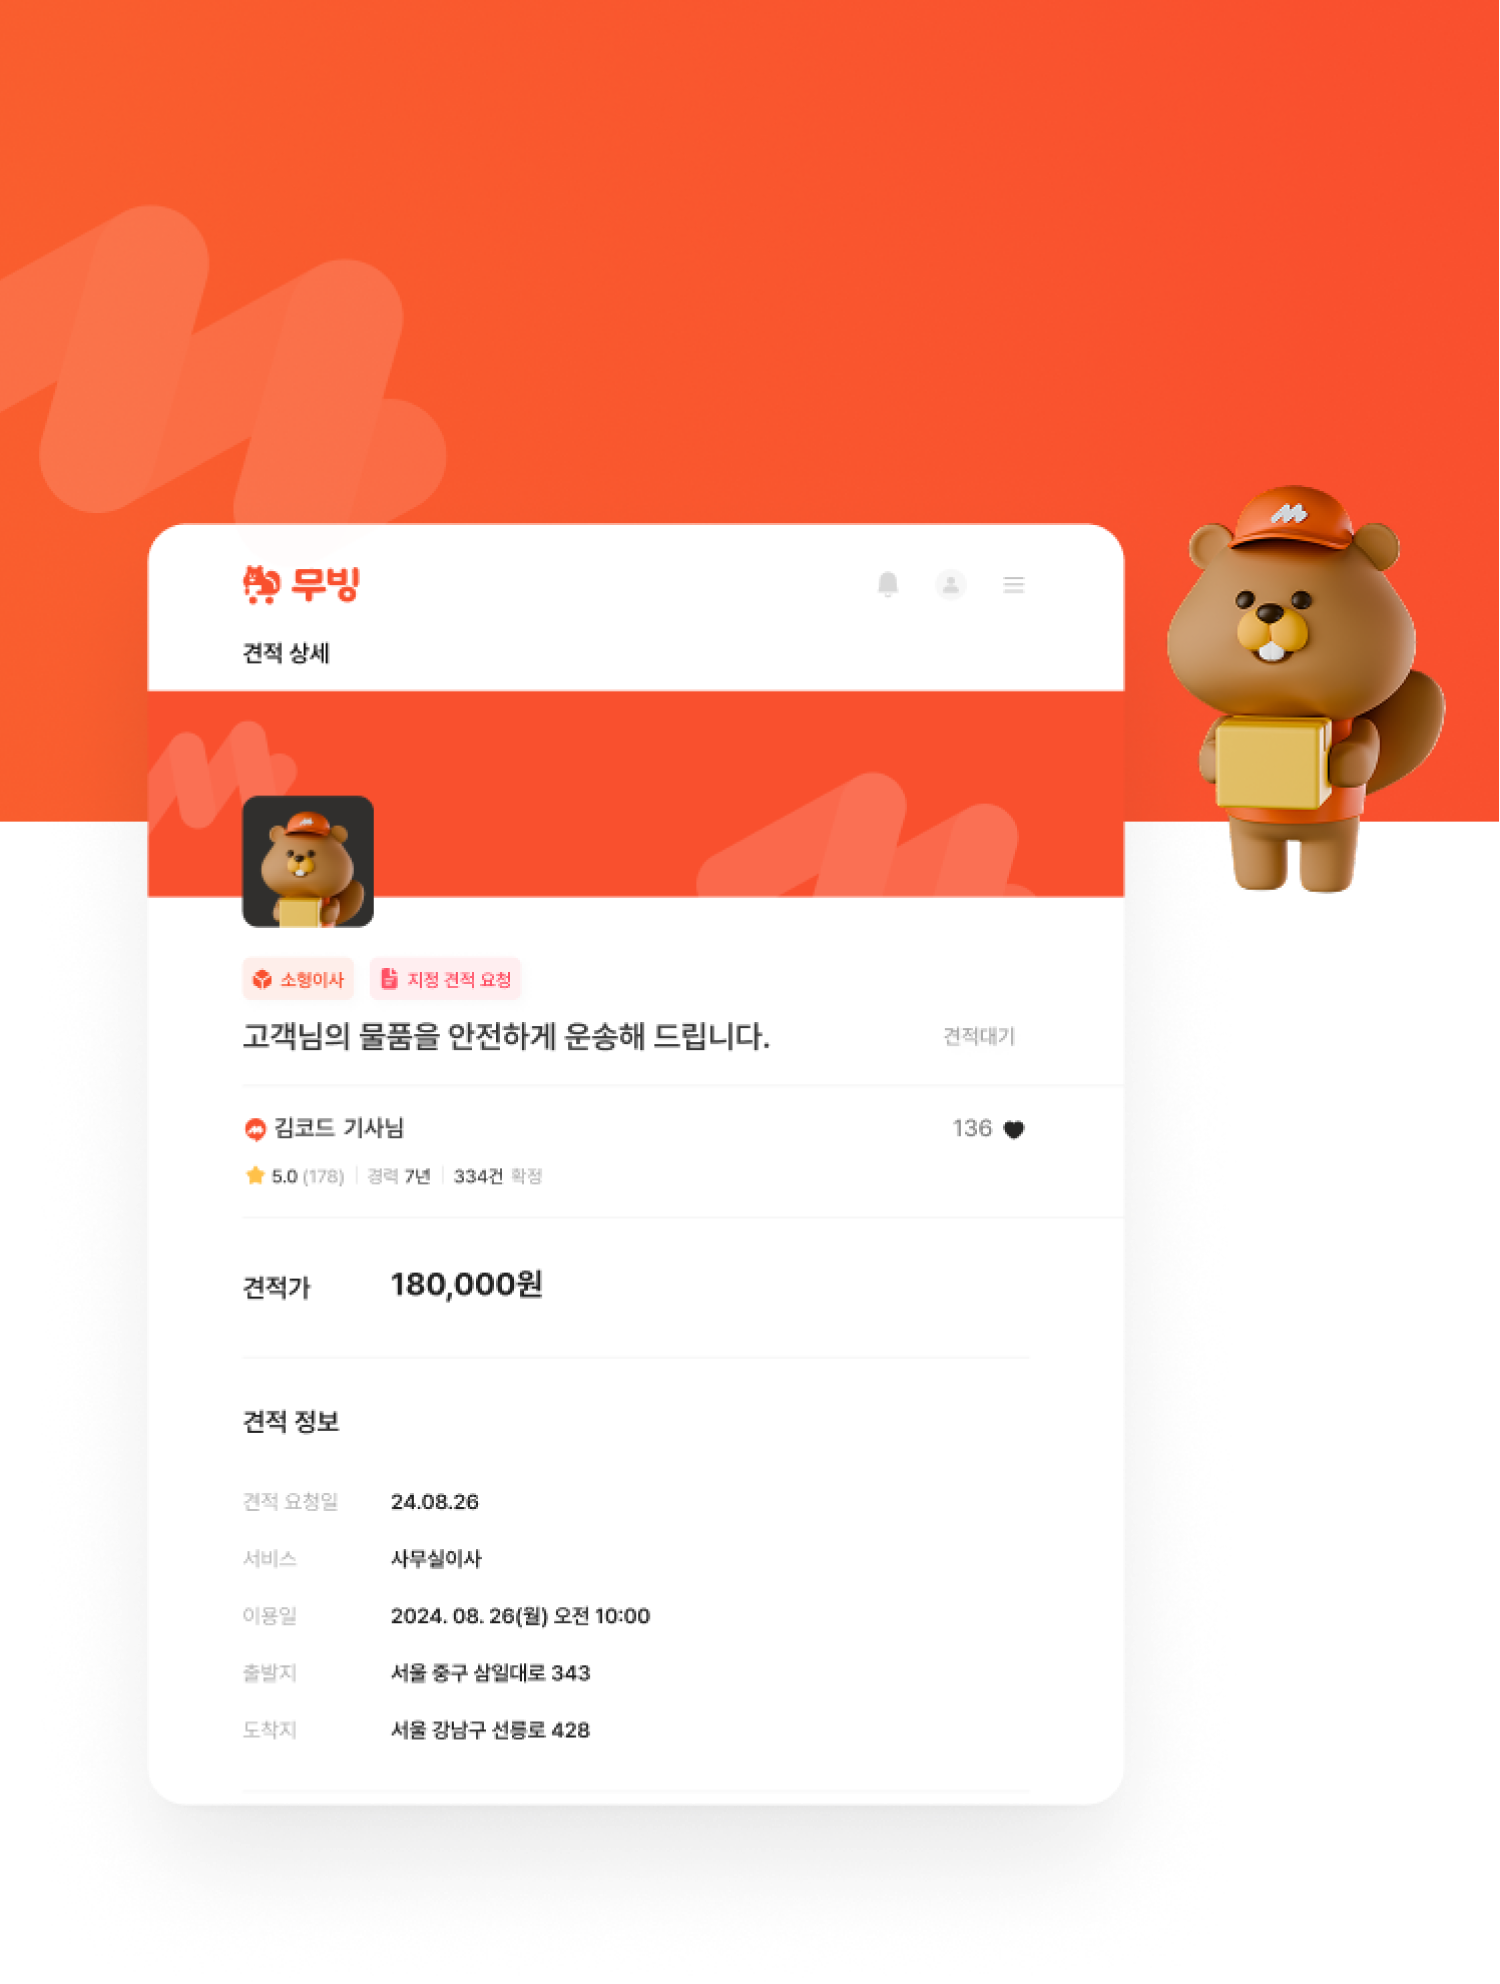 무빙
견적 상세
소형이사 지정 견적 요청
고객님의 물품을 안전하게 운송해 드립니다. 견적대기
김코드 기사님 136
5.0 (178) 경력 7년 334건 확정
견적가 180,000원
견적 정보
견적 요청일 24.08.26
서비스 사무실이사
이용일 2024. 08. 26(월) 오전 10:00
출발지 서울 중구 삼일대로 343
도착지 서울 강남구 선릉로 428